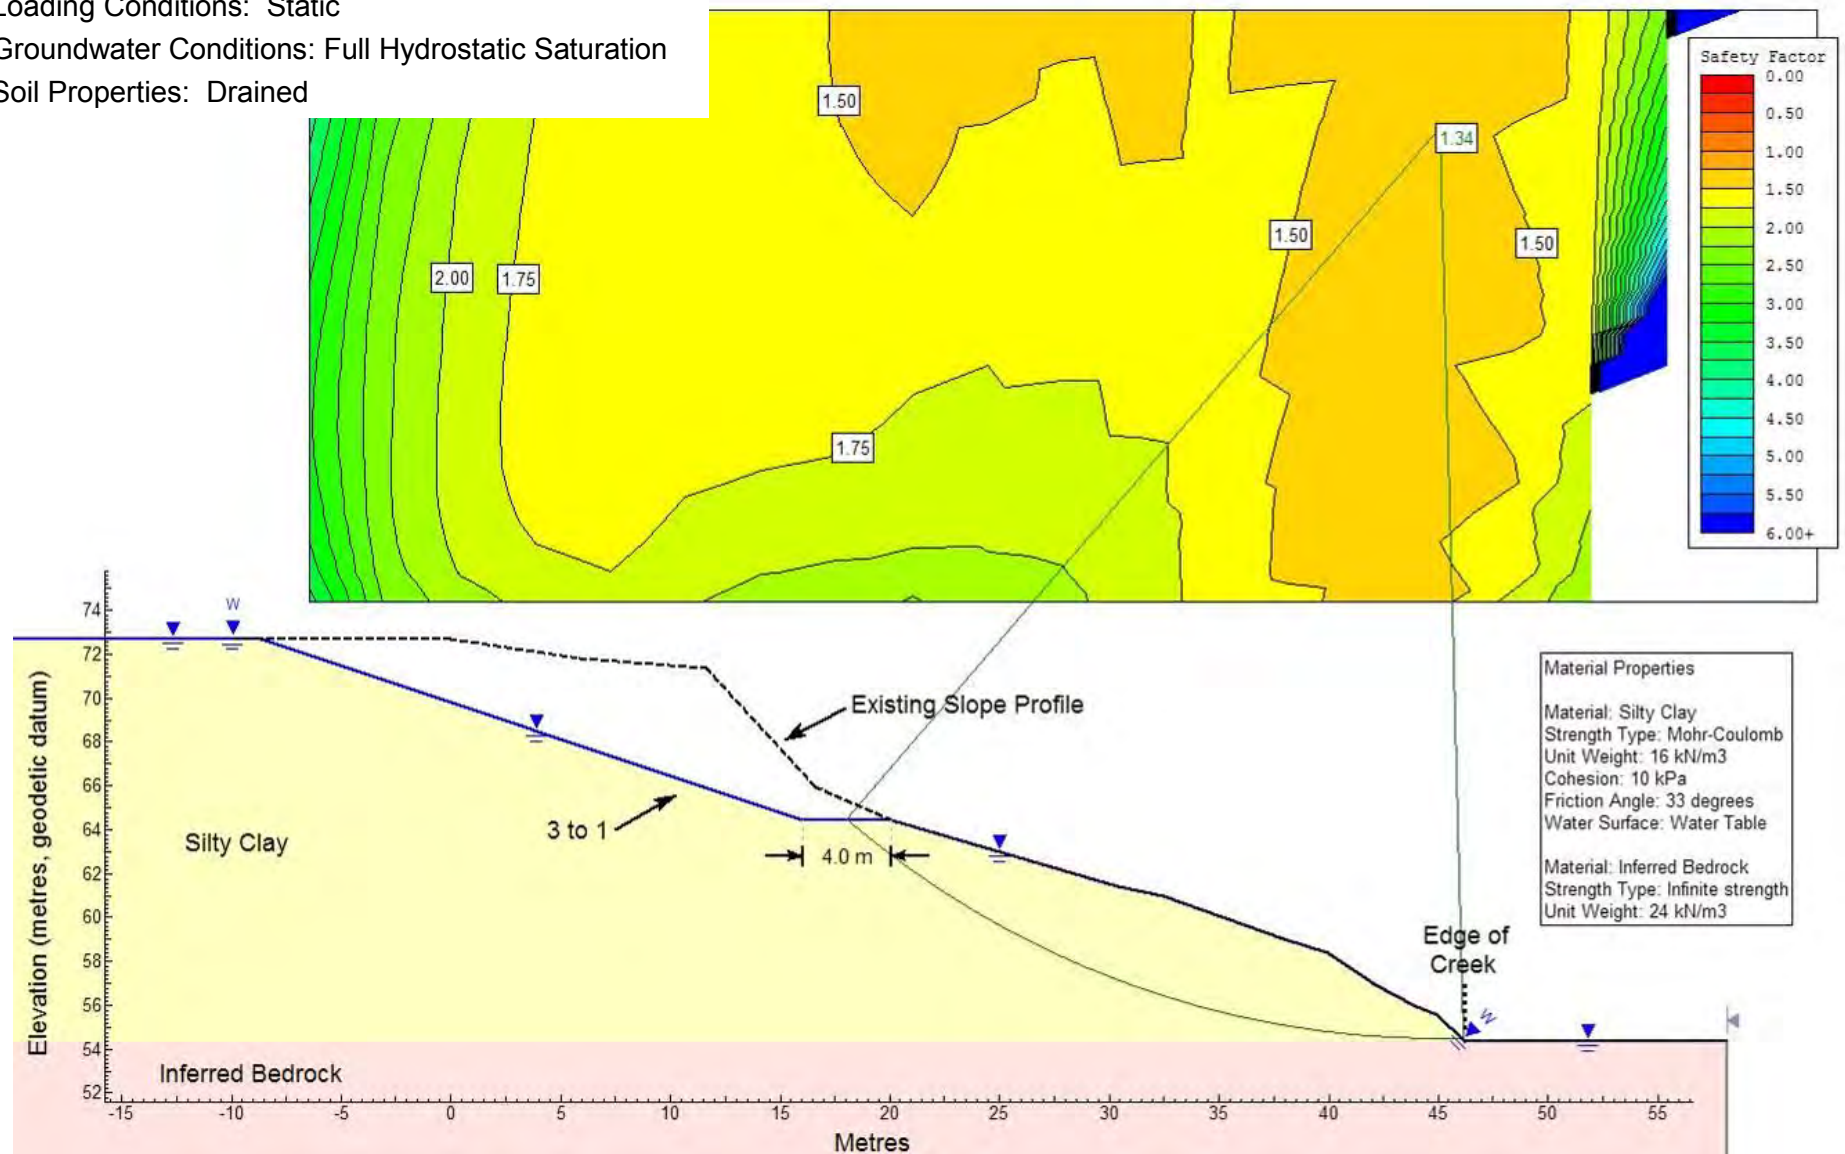 Loading Conditions: Static
Groundwater Conditions: Full Hydrostatic Saturation
Soil Properties: Drained
Safety Factor
0.00
0.50
1.00
1.50
2.00
2.50
3.00
3.50
4.00
4.50
5.00
5.50
6.00+
1.50
1.34
1.50
1.50
2.00
1.75
1.75
W
74
72
70
68
66
64
62
60
58
56
54
52
Elevation (metres, geodetic datum)
Existing Slope Profile
3 to 1
4.0 m
Silty Clay
Inferred Bedrock
Edge of
Creek
W
Material Properties
Material: Silty Clay
Strength Type: Mohr-Coulomb
Unit Weight: 16 kN/m3
Cohesion: 10 kPa
Friction Angle: 33 degrees
Water Surface: Water Table
Material: Inferred Bedrock
Strength Type: Infinite strength
Unit Weight: 24 kN/m3
-15 -10 -5 0 5 10 15 20 25 30 35 40 45 50 55
Metres